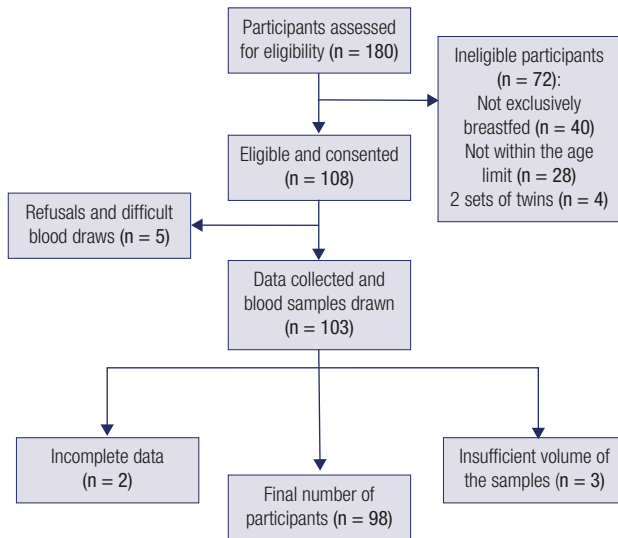 Participants assessed
for eligibility (n = 180)
Ineligible participants
(n = 72):
Not exclusively
breastfed (n = 40)
Not within the age
limit (n = 28)
2 sets of twins (n = 4)
Eligible and consented
(n = 108)
Refusals and difficult
blood draws (n = 5)
Data collected and
blood samples drawn
(n = 103)
Incomplete data
(n = 2)
Final number of
participants (n = 98)
Insufficient volume of
the samples (n = 3)